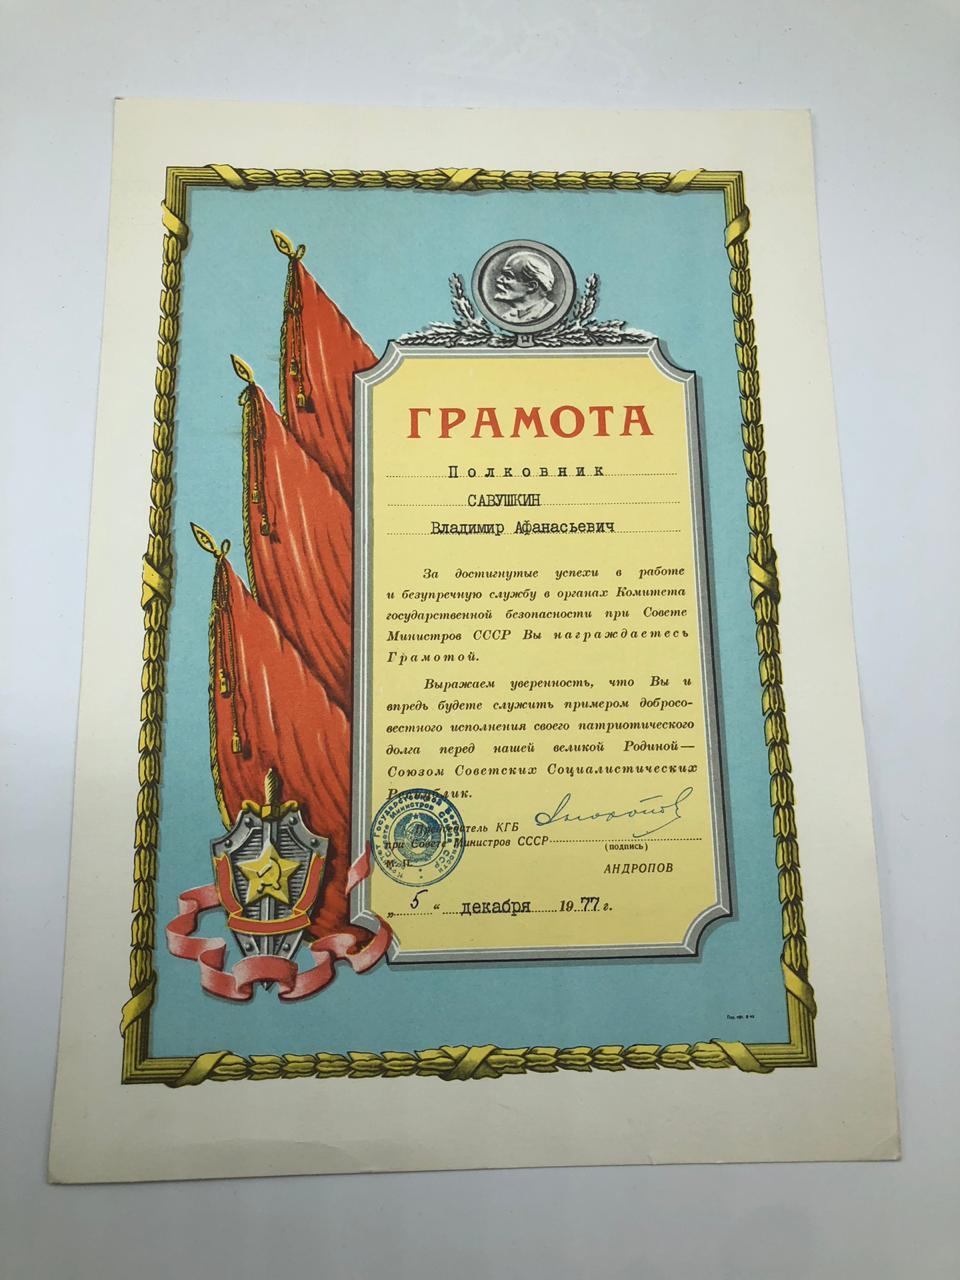 ГРАМОТА
Полковник
САВУШКИН
Владимир Афанасьевич
За достигнутые успехи в работе
и безупречную службу в органах Комитета
государственной безопасности при Совете
Министров СССР Вы награждаетесь
Грамотой.
Выражаем уверенность, что Вы и
впредь будете служить примером добросо-
вестного исполнения своего патриотического
долга перед нашей великой Родиной—
Союзом Советских Социалистических
Республик.
Председатель КГБ
при Совете Министров СССР
(подпись)
М. П.
АНДРОПОВ
„5“ декабря 1977 г.